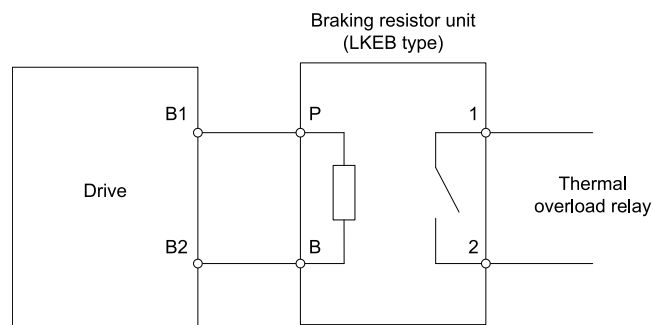 Braking resistor unit
(LKEB type)
B1
P
1
Drive
Thermal
overload relay
B2
B
2